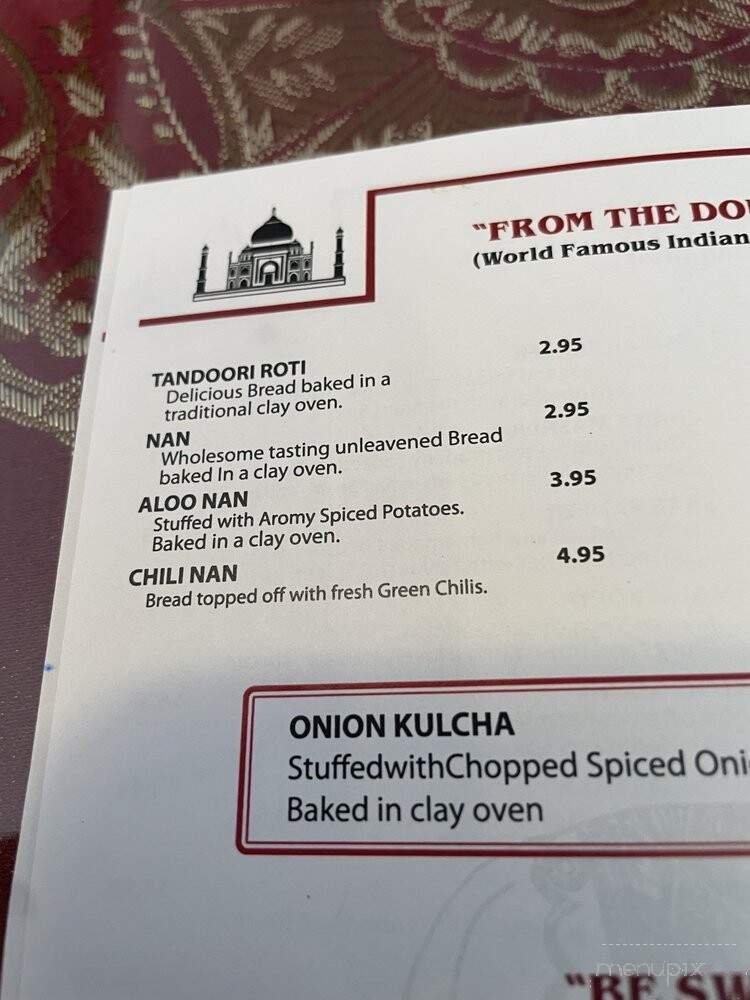 "FROM THE
(World Famous Indian
TANDOORI ROTI 2.95
Delicious Bread baked in a
traditional clay oven.
NAN 2.95
Wholesome tasting unleavened Bread
baked In a clay oven.
ALOO NAN 3.95
Stuffed with Aromy Spiced Potatoes.
Baked in a clay oven.
CHILI NAN 4.95
Bread topped off with fresh Green Chilis.
ONION KULCHA
StuffedwithChopped Spiced
Baked in clay oven
"BE
menupix